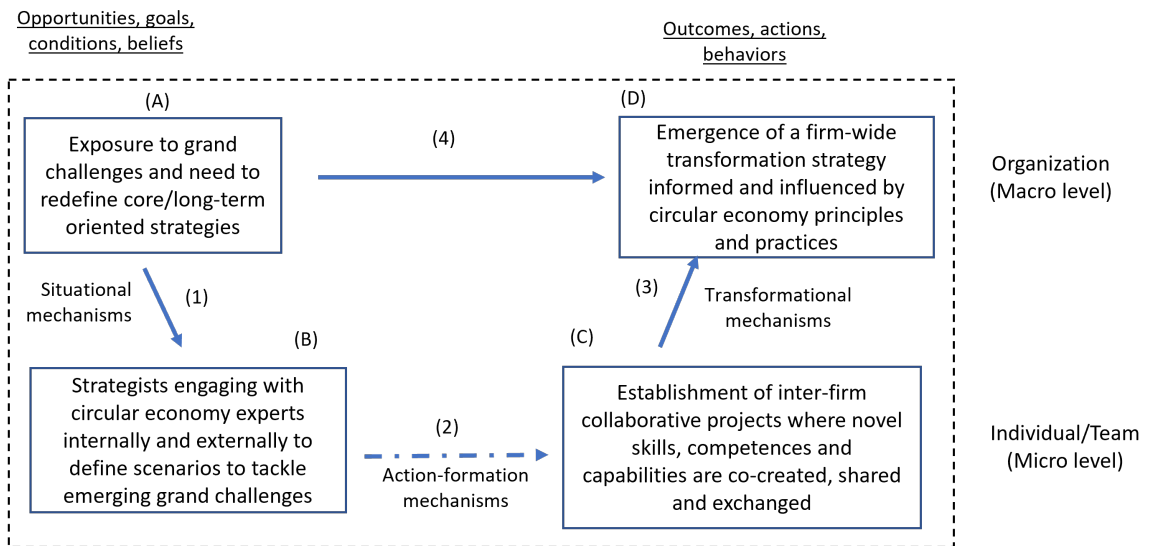 Opportunities, goals,
conditions, beliefs
Outcomes, actions,
behaviors
(A)
Exposure to grand
challenges and need to
redefine core/long-term
oriented strategies
(4)
(D)
Emergence of a firm-wide
transformation strategy
informed and influenced by
circular economy principles
and practices
Organization
(Macro level)
Situational
mechanisms
(1)
(3)
Transformational
mechanisms
(B)
Strategists engaging with
circular economy experts
internally and externally to
define scenarios to tackle
emerging grand challenges
(2)
Action-formation
mechanisms
(C)
Establishment of inter-firm
collaborative projects where novel
skills, competences and
capabilities are co-created, shared
and exchanged
Individual/Team
(Micro level)